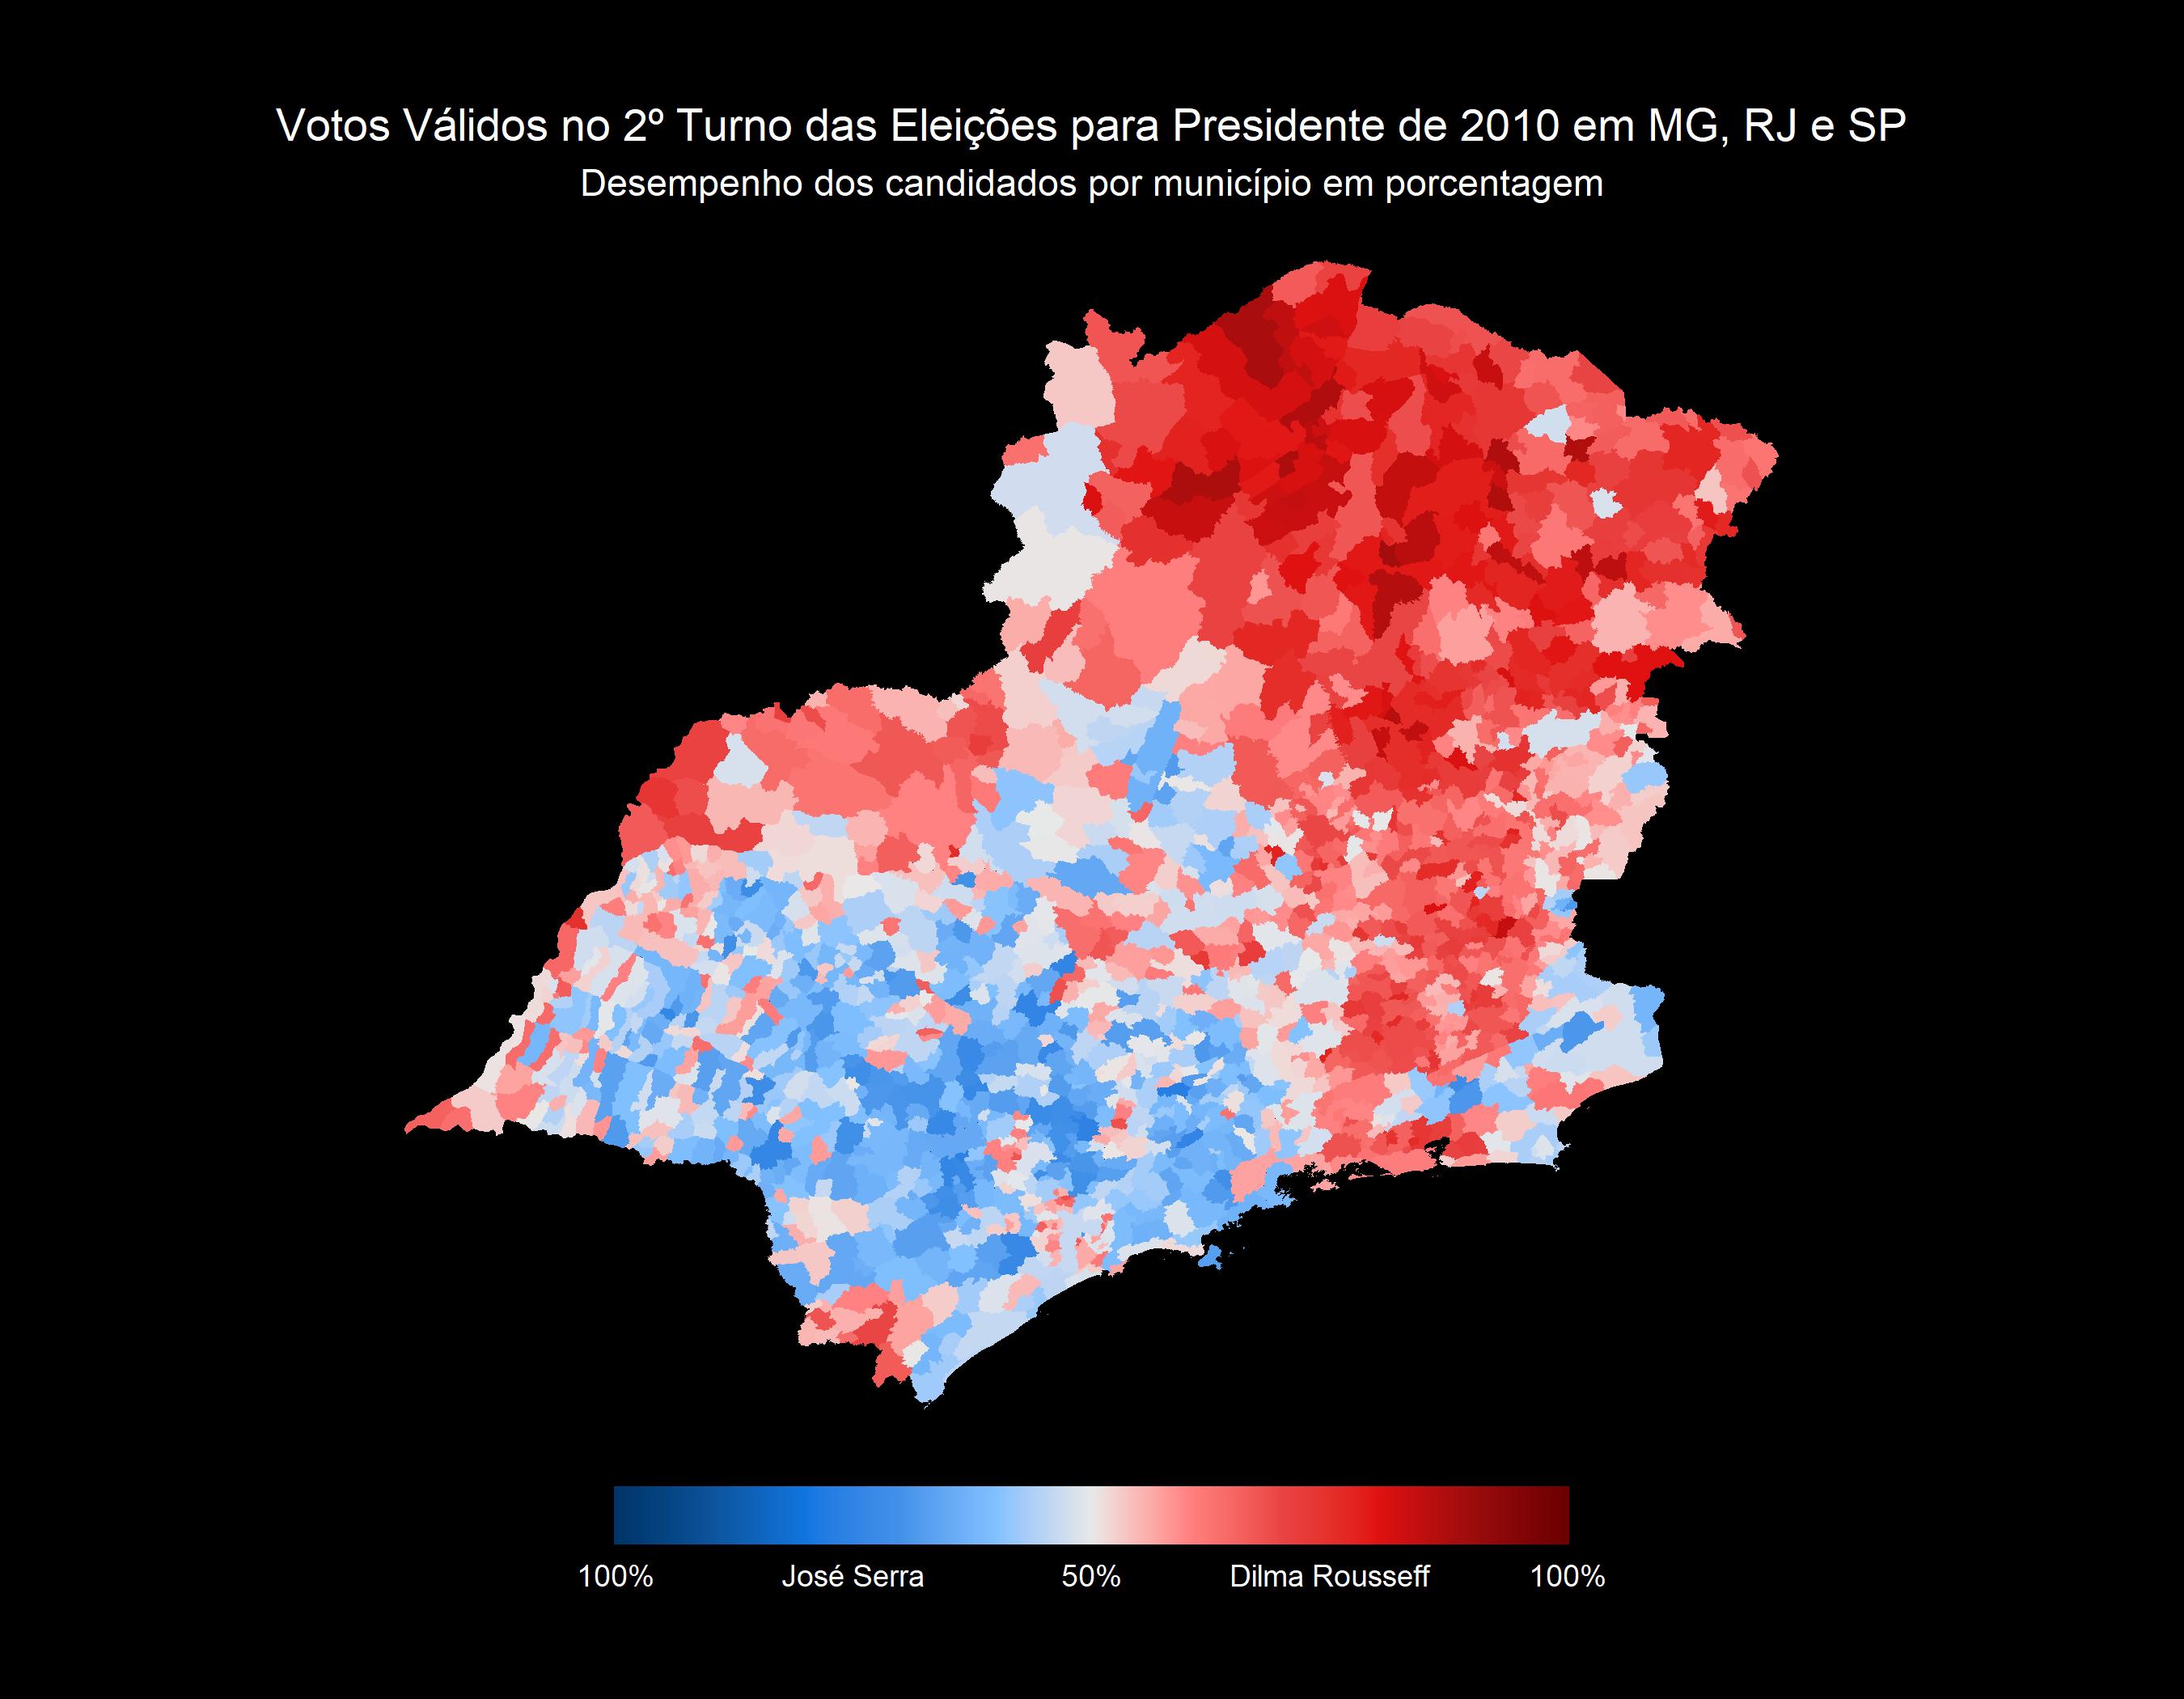 Votos Válidos no 2º Turno das Eleições para Presidente de 2010 em MG, RJ e SP
Desempenho dos candidados por município em porcentagem
100% José Serra 50% Dilma Rousseff 100%